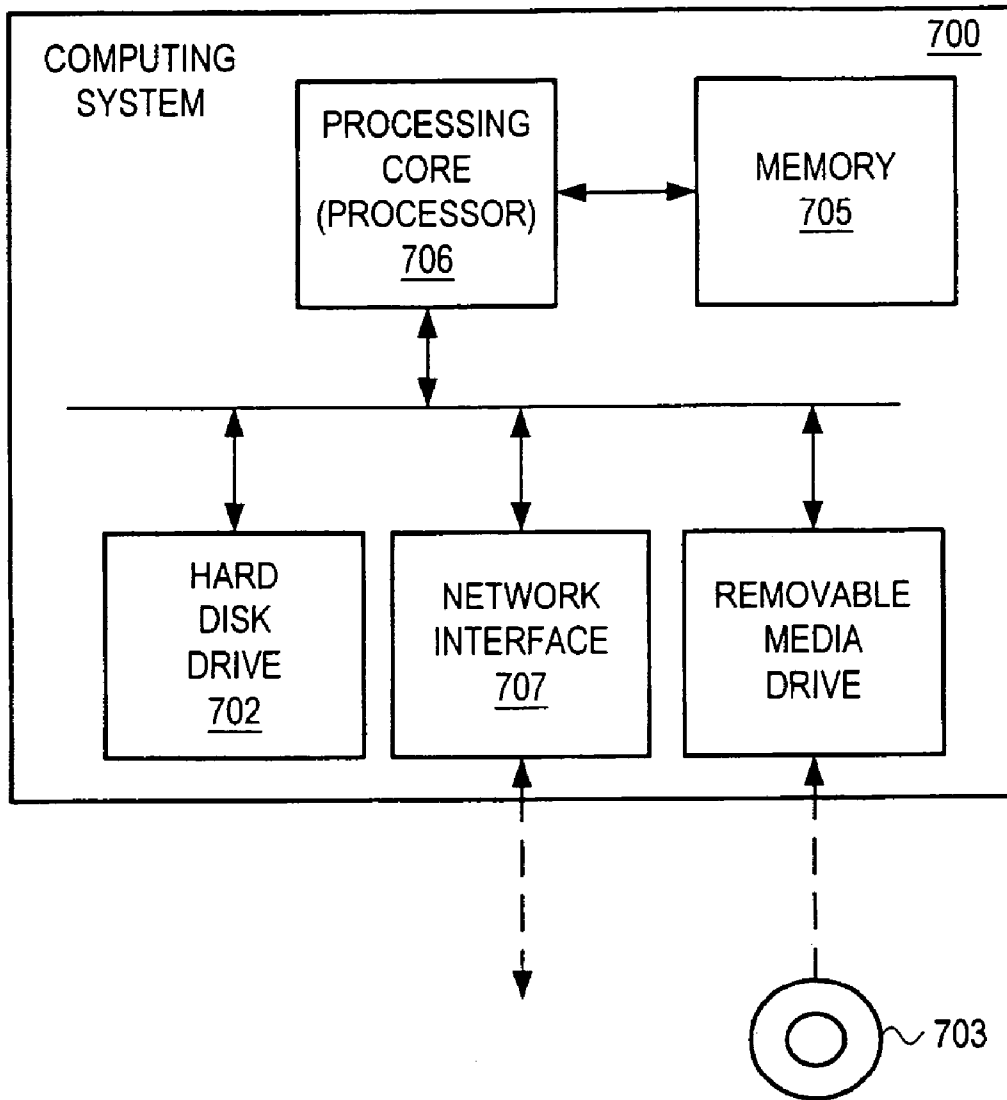 700
COMPUTING
SYSTEM
PROCESSING
CORE
(PROCESSOR)
706
MEMORY
705
HARD
DISK
DRIVE
702
NETWORK
INTERFACE
707
REMOVABLE
MEDIA
DRIVE
703